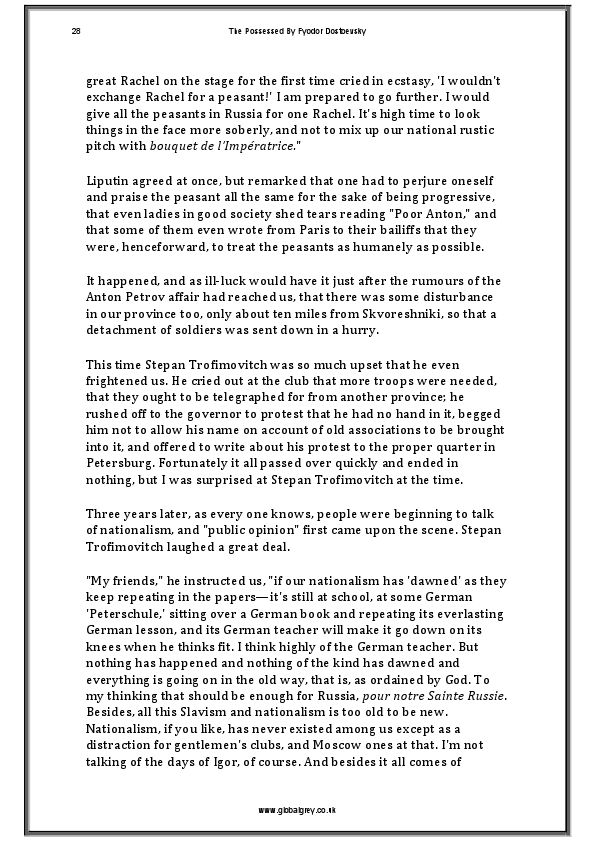 28
The Possessed By Fyodor Dostoevsky
great Rachel on the stage for the first time cried in ecstasy, 'I wouldn't
exchange Rachel for a peasant!' I am prepared to go further. I would
give all the peasants in Russia for one Rachel. It's high time to look
things in the face more soberly, and not to mix up our national rustic
pitch with bouquet de l'Impératrice."
Liputin agreed at once, but remarked that one had to perjure oneself
and praise the peasant all the same for the sake of being progressive,
that even ladies in good society shed tears reading "Poor Anton," and
that some of them even wrote from Paris to their bailiffs that they
were, henceforward, to treat the peasants as humanely as possible.
It happened, and as ill-luck would have it just after the rumours of the
Anton Petrov affair had reached us, that there was some disturbance
in our province too, only about ten miles from Skvoreshniki, so that a
detachment of soldiers was sent down in a hurry.
This time Stepan Trofimovitch was so much upset that he even
frightened us. He cried out at the club that more troops were needed,
that they ought to be telegraphed for from another province; he
rushed off to the governor to protest that he had no hand in it, begged
him not to allow his name on account of old associations to be brought
into it, and offered to write about his protest to the proper quarter in
Petersburg. Fortunately it all passed over quickly and ended in
nothing, but I was surprised at Stepan Trofimovitch at the time.
Three years later, as every one knows, people were beginning to talk
of nationalism, and "public opinion" first came upon the scene. Stepan
Trofimovitch laughed a great deal.
"My friends," he instructed us, "if our nationalism has 'dawned' as they
keep repeating in the papers—it's still at school, at some German
'Peterschule,' sitting over a German book and repeating its everlasting
German lesson, and its German teacher will make it go down on its
knees when he thinks fit. I think highly of the German teacher. But
nothing has happened and nothing of the kind has dawned and
everything is going on in the old way, that is, as ordained by God. To
my thinking that should be enough for Russia, pour notre Sainte Russie.
Besides, all this Slavism and nationalism is too old to be new.
Nationalism, if you like, has never existed among us except as a
distraction for gentlemen's clubs, and Moscow ones at that. I'm not
talking of the days of Igor, of course. And besides it all comes of
www.globalgrey.co.uk